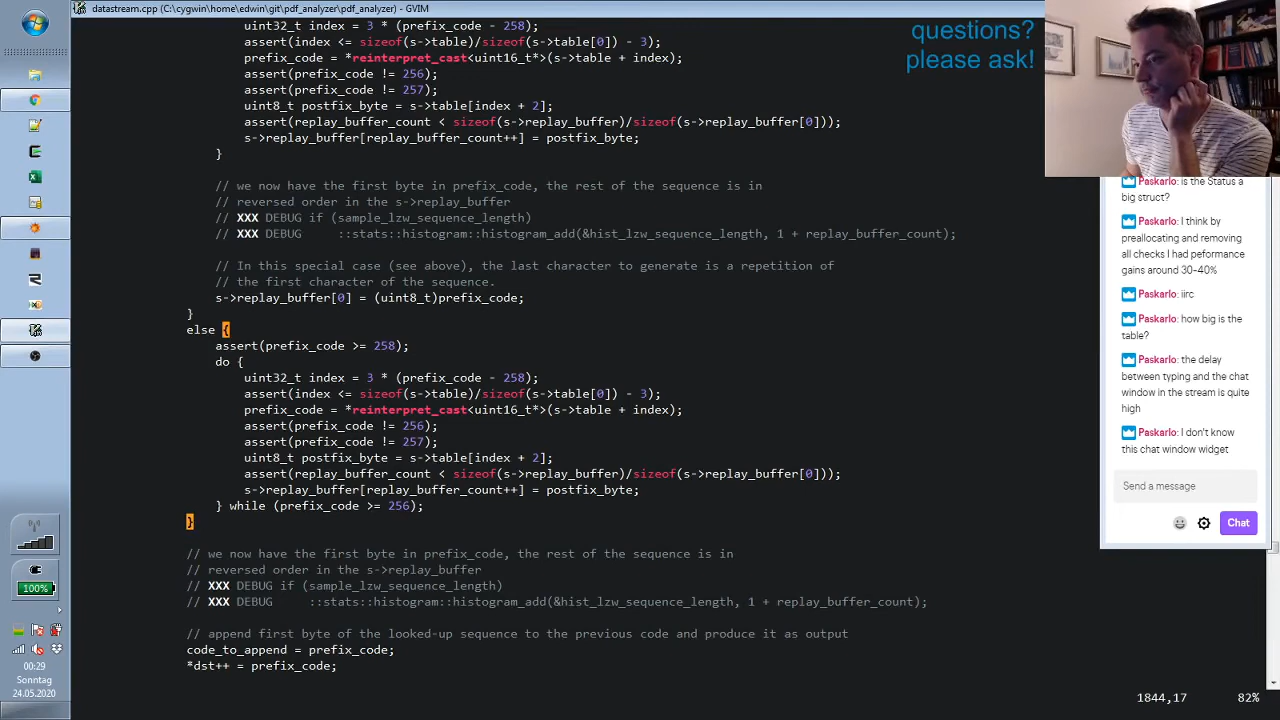 datastream.cpp (C:\cygwin\home\edwin\git\pdf_analyzer\pdf_analyzer) - GVIM
uint32_t index = 3 * (prefix_code - 258);
assert(index <= sizeof(s->table)/sizeof(s->table[0]) - 3);
prefix_code = *reinterpret_cast<uint16_t*>(s->table + index);
assert(prefix_code != 256);
assert(prefix_code != 257);
uint8_t postfix_byte = s->table[index + 2];
assert(replay_buffer_count < sizeof(s->replay_buffer)/sizeof(s->replay_buffer[0]));
s->replay_buffer[replay_buffer_count++] = postfix_byte;
}
// we now have the first byte in prefix_code, the rest of the sequence is in
// reversed order in the s->replay_buffer
// XXX DEBUG if (sample_lzw_sequence_length)
// XXX DEBUG     ::stats::histogram::histogram_add(&hist_lzw_sequence_length, 1 + replay_buffer_count);
// In this special case (see above), the last character to generate is a repetition of
// the first character of the sequence.
s->replay_buffer[0] = (uint8_t)prefix_code;
}
else {
assert(prefix_code >= 258);
do {
uint32_t index = 3 * (prefix_code - 258);
assert(index <= sizeof(s->table)/sizeof(s->table[0]) - 3);
prefix_code = *reinterpret_cast<uint16_t*>(s->table + index);
assert(prefix_code != 256);
assert(prefix_code != 257);
uint8_t postfix_byte = s->table[index + 2];
assert(replay_buffer_count < sizeof(s->replay_buffer)/sizeof(s->replay_buffer[0]));
s->replay_buffer[replay_buffer_count++] = postfix_byte;
} while (prefix_code >= 256);
}
// we now have the first byte in prefix_code, the rest of the sequence is in
// reversed order in the s->replay_buffer
// XXX DEBUG if (sample_lzw_sequence_length)
// XXX DEBUG     ::stats::histogram::histogram_add(&hist_lzw_sequence_length, 1 + replay_buffer_count);
// append first byte of the looked-up sequence to the previous code and produce it as output
code_to_append = prefix_code;
*dst++ = prefix_code;
1844,17 82%
questions?
please ask!
Paskarlo: is the Status a
big struct?
Paskarlo: I think by
preallocating and removing
all checks I had peformance
gains around 30-40%
Paskarlo: iirc
Paskarlo: how big is the
table?
Paskarlo: the delay
between typing and the chat
window in the stream is quite
high
Paskarlo: I don't know
this chat window widget
Send a message
Chat
100%
00:29
Sonntag
24.05.2020